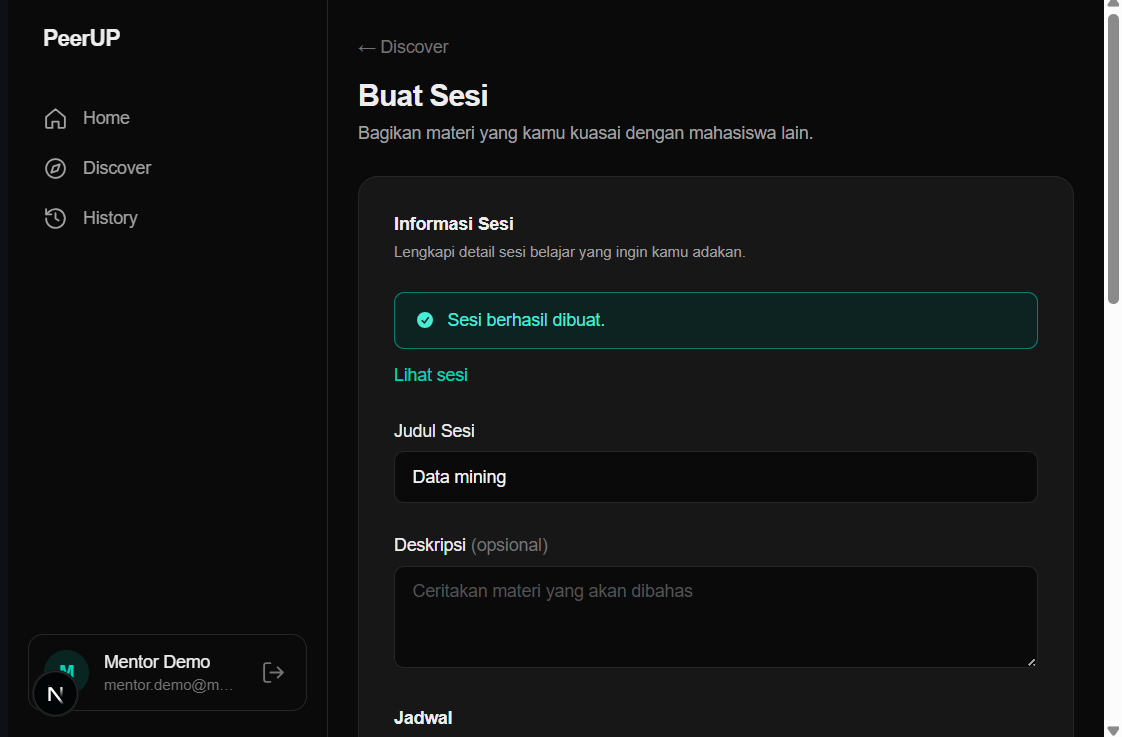 PeerUP
Home
Discover
History
Mentor Demo
mentor.demo@m...
M
N
← Discover
Buat Sesi
Bagikan materi yang kamu kuasai dengan mahasiswa lain.
Informasi Sesi
Lengkapi detail sesi belajar yang ingin kamu adakan.
Sesi berhasil dibuat.
Lihat sesi
Judul Sesi
Data mining
Deskripsi (opsional)
Ceritakan materi yang akan dibahas
Jadwal